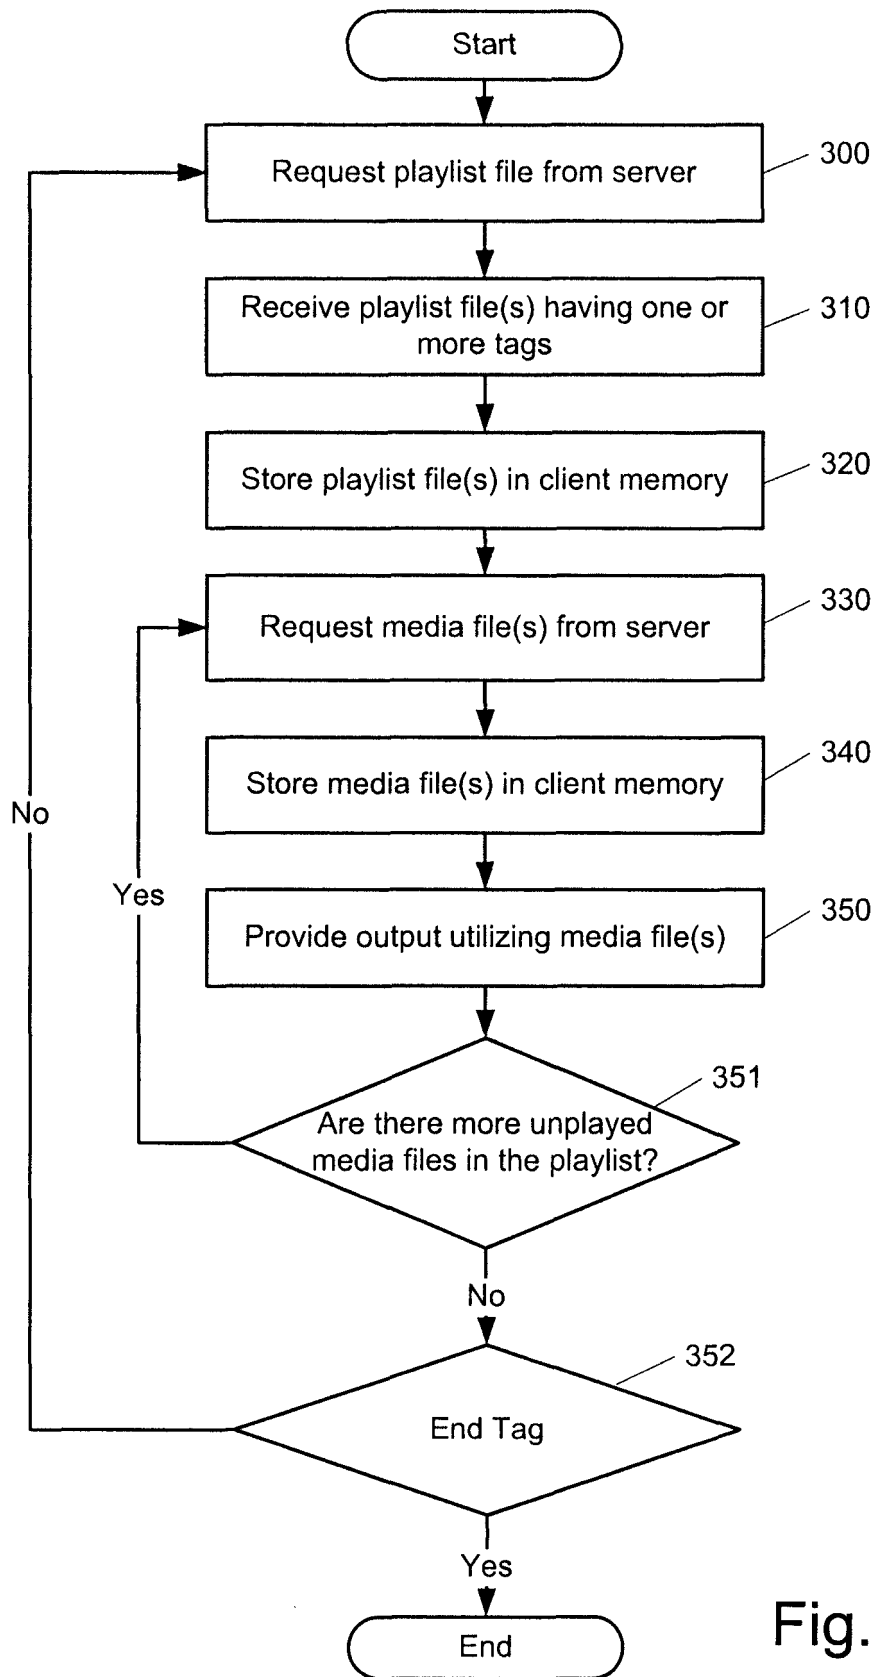 Start
Request playlist file from server
300
Receive playlist file(s) having one or
more tags
310
Store playlist file(s) in client memory
320
Request media file(s) from server
330
Store media file(s) in client memory
340
No
Yes
Provide output utilizing media file(s)
350
351
Are there more unplayed
media files in the playlist?
No
352
End Tag
Yes
End
Fig.